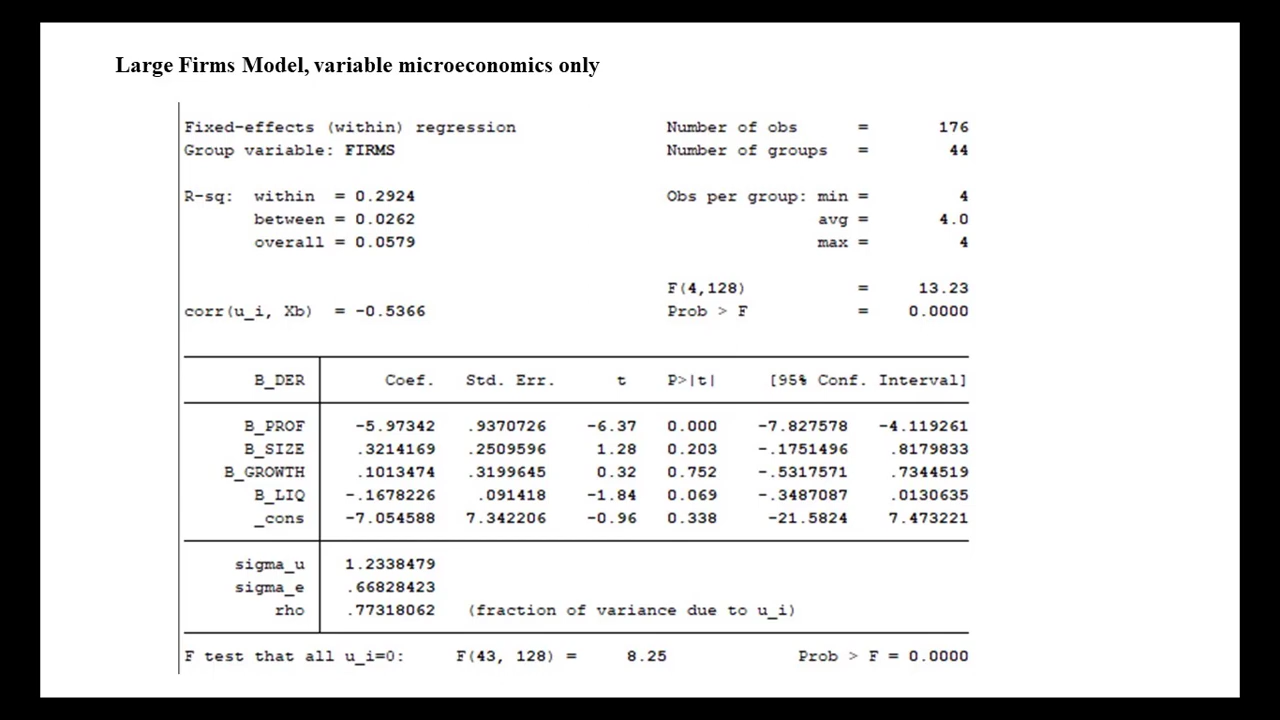 Large Firms Model, variable microeconomics only
Fixed-effects (within) regression Number of obs = 176
Group variable: FIRMS Number of groups = 44
R-sq: within = 0.2924 Obs per group: min = 4
between = 0.0262 avg = 4.0
overall = 0.0579 max = 4
F(4,128) = 13.23
corr(u_i, Xb) = -0.5366 Prob > F = 0.0000
B_DER Coef. Std. Err. t P>|t| [95% Conf. Interval]
B_PROF -5.97342 .9370726 -6.37 0.000 -7.827578 -4.119261
B_SIZE .3214169 .2509596 1.28 0.203 -.1751496 .8179833
B_GROWTH .1013474 .3199645 0.32 0.752 -.5317571 .7344519
B_LIQ -.1678226 .091418 -1.84 0.069 -.3487087 .0130635
_cons -7.054588 7.342206 -0.96 0.338 -21.5824 7.473221
sigma_u 1.2338479
sigma_e .66828423
rho .77318062 (fraction of variance due to u_i)
F test that all u_i=0: F(43, 128) = 8.25 Prob > F = 0.0000